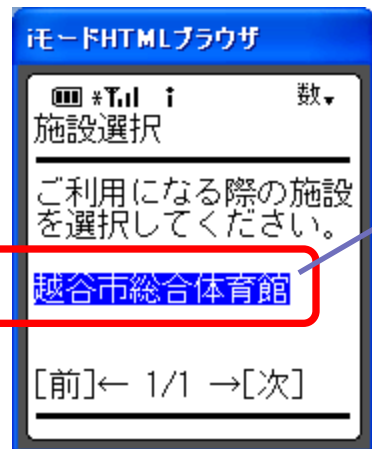 iモードHTMLブラウザ
数▼
施設選択
ご利用になる際の施設
を選択してください。
越谷市総合体育館
[前]← 1/1 →[次]